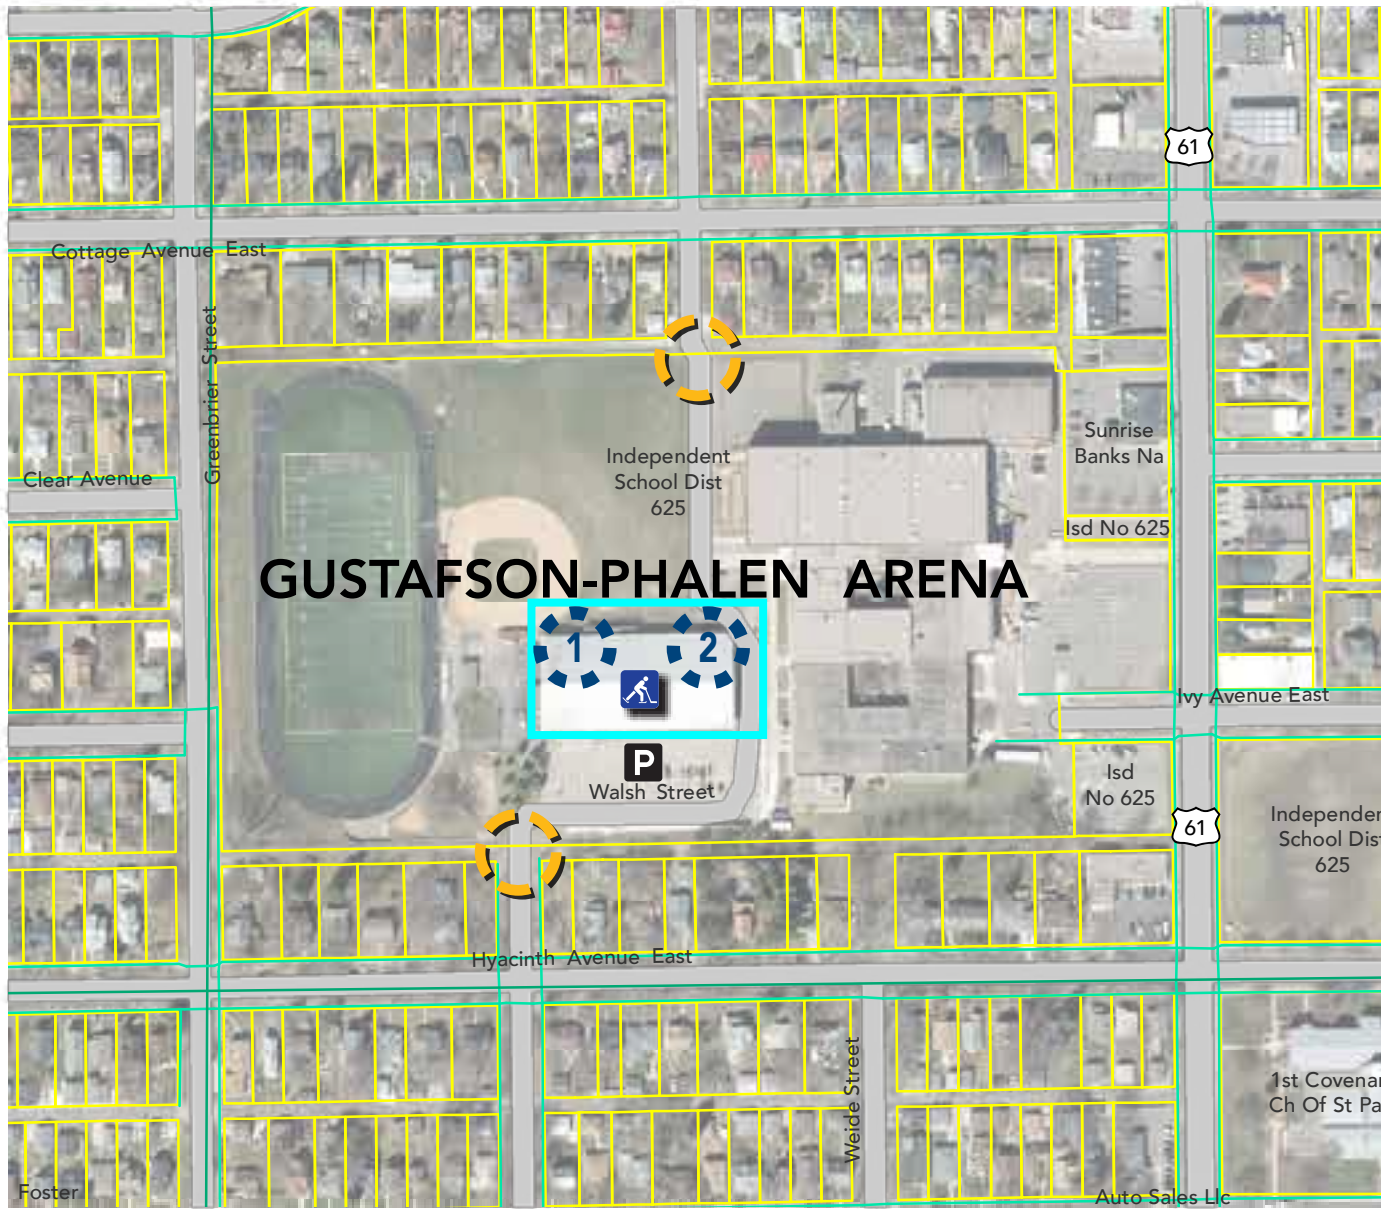 61
Cottage Avenue East
Greenbrier Street
Sunrise
Banks Na
Independent
School Dist
625
Clear Avenue
Isd No 625
GUSTAFSON-PHALEN ARENA
1
2
Ivy Avenue East
P
Walsh Street
Isd
No 625
61
Independen
School Dist
625
Hyacinth Avenue East
Weide Street
1st Covenan
Ch Of St Pa
Foster
Auto Sales Llc